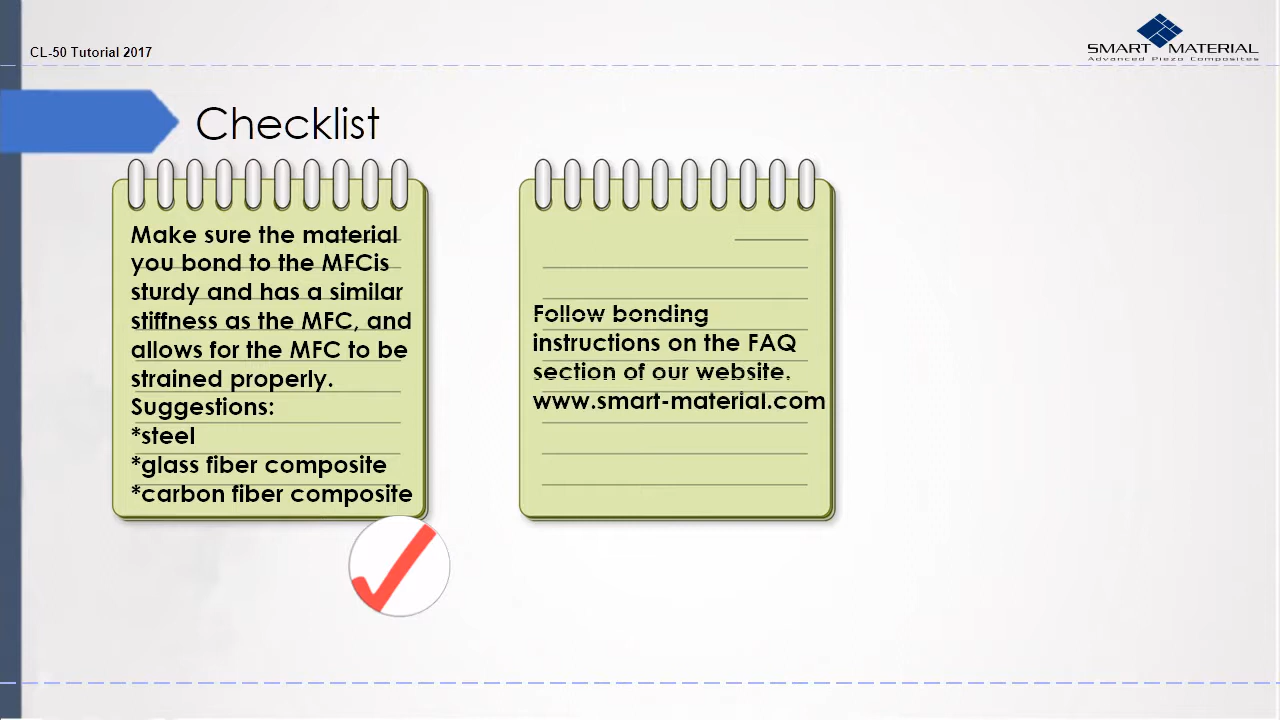 CL-50 Tutorial 2017
SMART MATERIAL
Advanced Piezo Composites
Checklist
Make sure the material
you bond to the MFCis
sturdy and has a similar
stiffness as the MFC, and
allows for the MFC to be
strained properly.
Suggestions:
*steel
*glass fiber composite
*carbon fiber composite
Follow bonding
instructions on the FAQ
section of our website.
www.smart-material.com